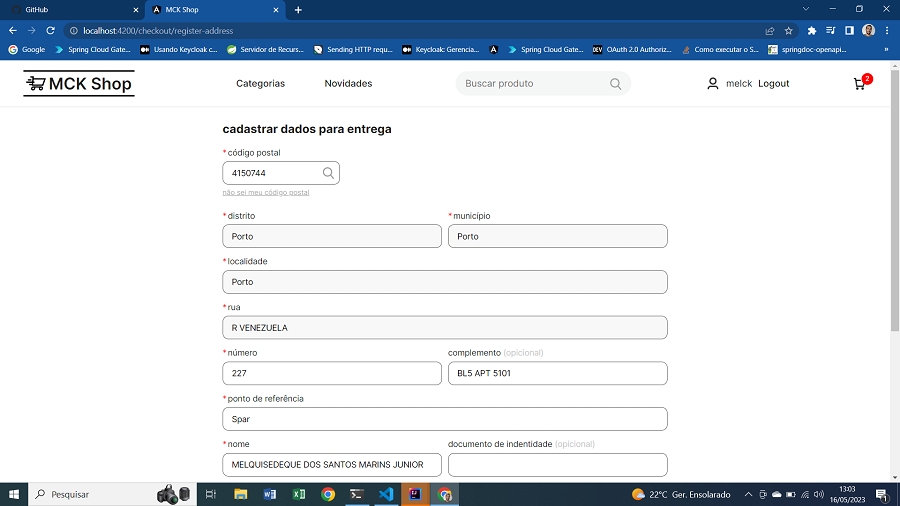 GitHub
MCK Shop
localhost:4200/checkout/register-address
Google
Spring Cloud Gate...
Usando Keycloak c...
Servidor de Recurs...
Sending HTTP requ...
Keycloak: Gerencia...
Spring Cloud Gate...
DEV
OAuth 2.0 Authoriz...
Como executar o S...
springdoc-openapi...
»
MCK Shop
Categorias
Novidades
Buscar produto
melck
Logout
2
cadastrar dados para entrega
*código postal
4150744
não sei meu código postal
*distrito
*município
Porto
Porto
*localidade
Porto
*rua
R VENEZUELA
*número
complemento (opicional)
227
BL5 APT 5101
*ponto de referência
Spar
*nome
documento de indentidade (opicional)
MELQUISEDEQUE DOS SANTOS MARINS JUNIOR
Pesquisar
22°C Ger. Ensolarado
13:03
16/05/2023
1